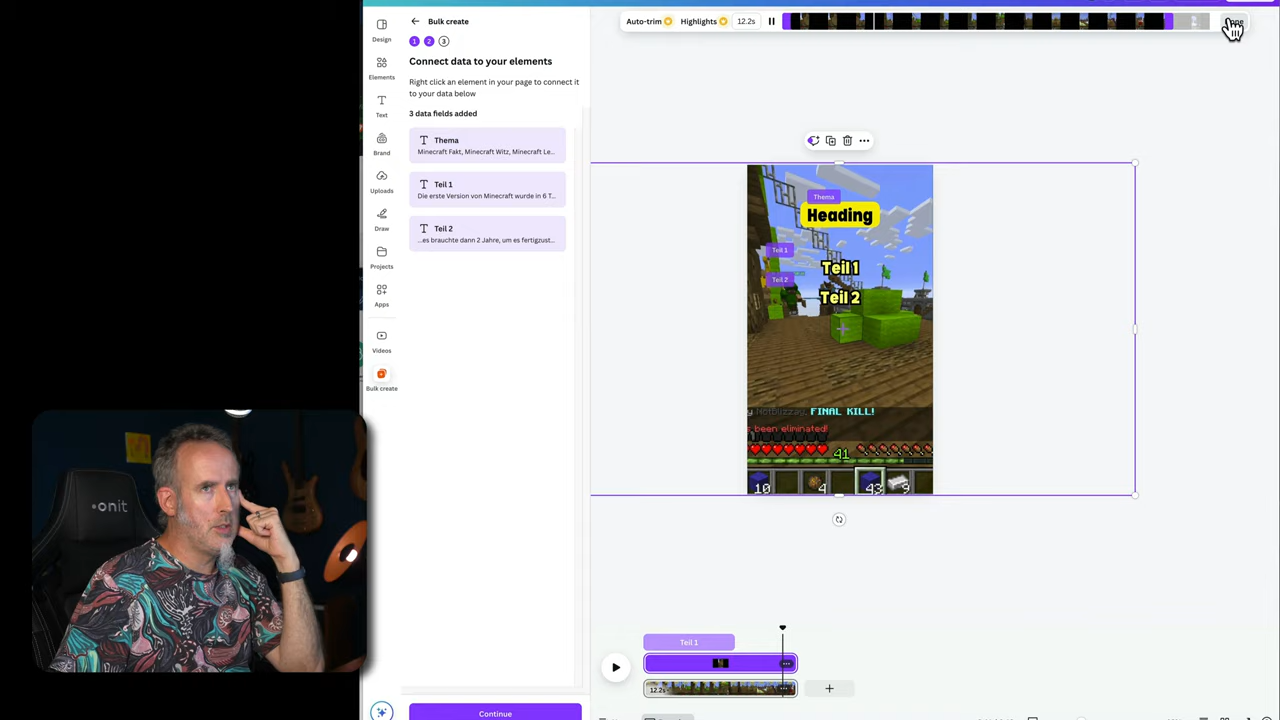 Auto-trim
Highlights
12.2s
Design
Elements
Text
Brand
Uploads
Draw
Projects
Apps
Videos
Bulk create
Bulk create
1
2
3
Connect data to your elements
Right click an element in your page to connect it
to your data below
3 data fields added
Thema
Minecraft Fakt, Minecraft Witz, Minecraft Le...
Teil 1
Die erste Version von Minecraft wurde in 6 T...
Teil 2
...es brauchte dann 2 Jahre, um es fertigzust...
Continue
Thema
Heading
Teil 1
Teil 1
Teil 2
Teil 2
FINAL KILL!
been eliminated!
41
10
4
43
9
Teil 1
12.2s
onit